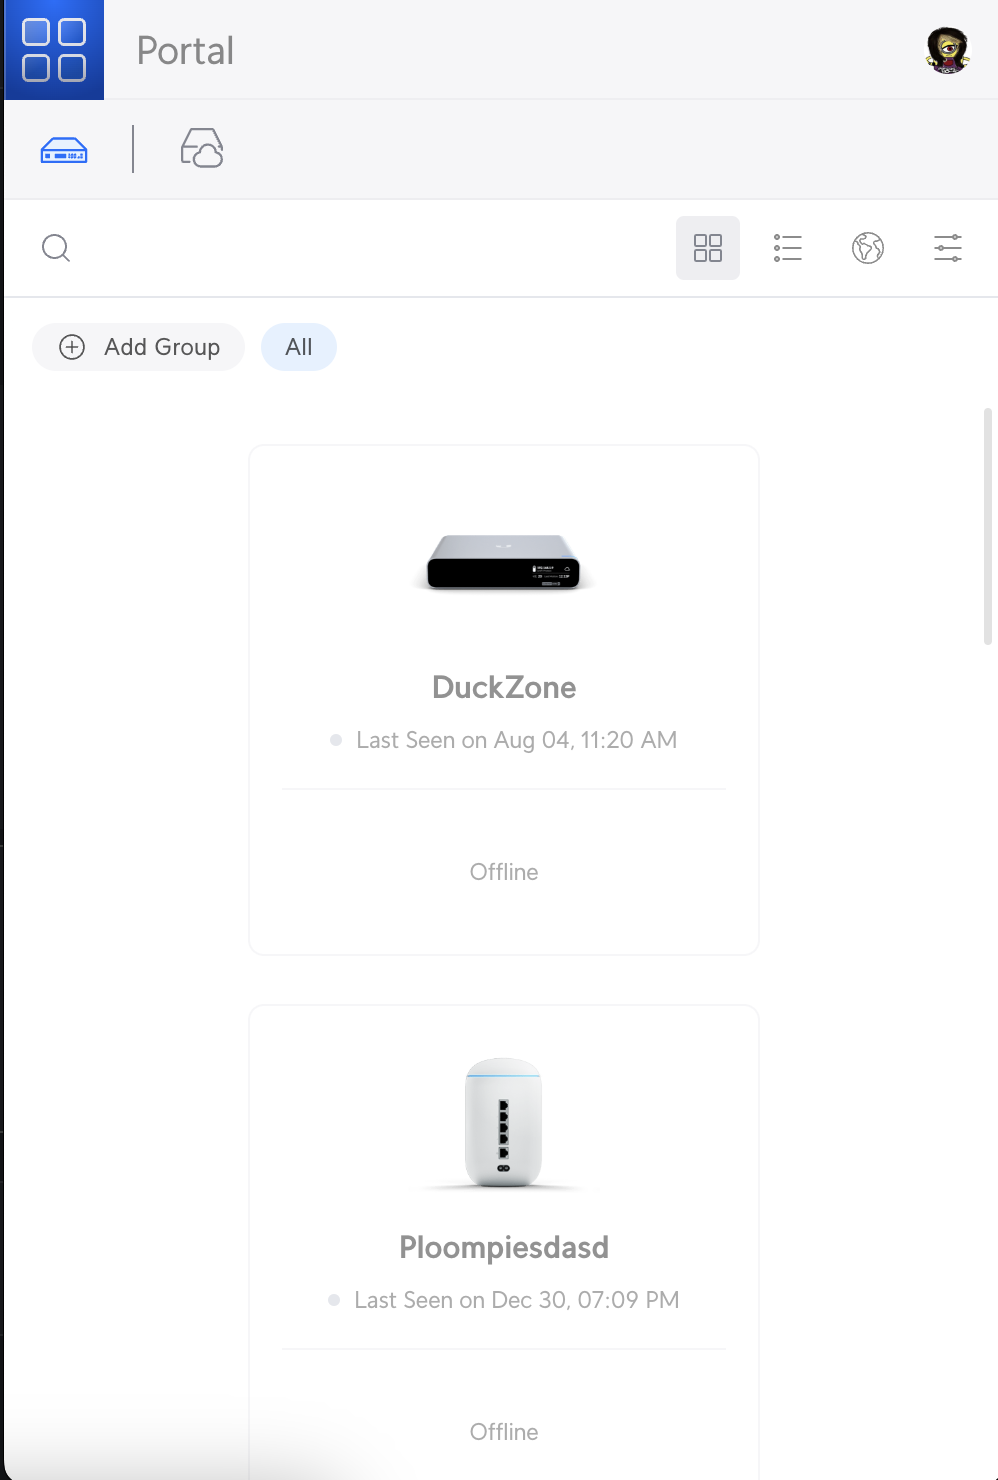 Portal
Add Group
All
DuckZone
Last Seen on Aug 04, 11:20 AM
Offline
Ploompiesdasd
Last Seen on Dec 30, 07:09 PM
Offline